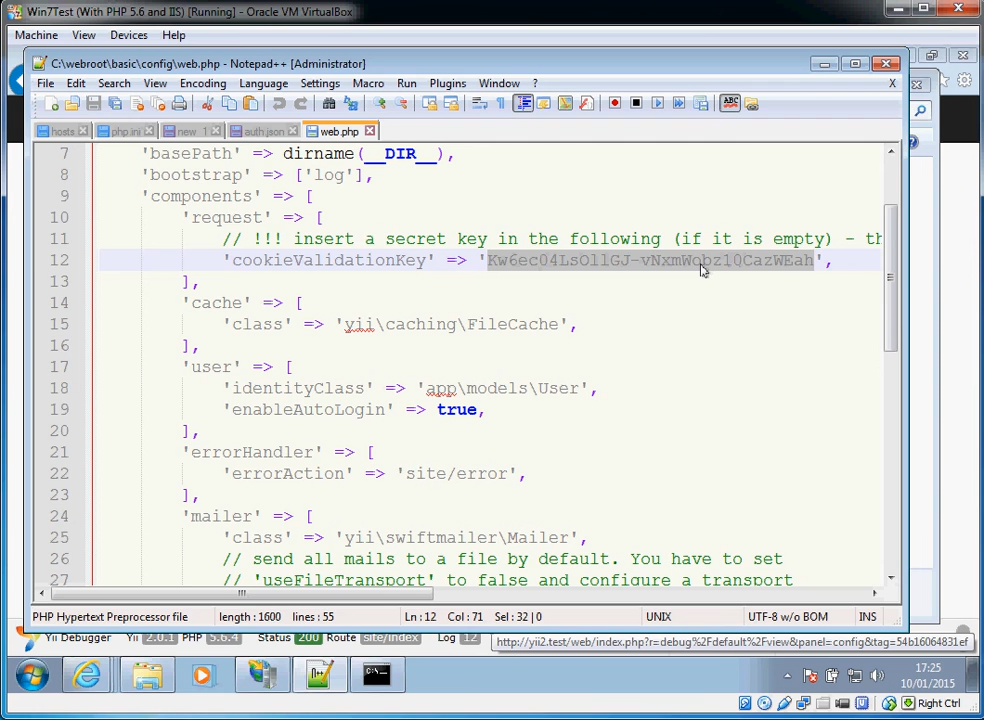 Win7Test (With PHP 5.6 and IIS) [Running] - Oracle VM VirtualBox
Machine View Devices Help
C:\webroot\basic\config\web.php - Notepad++ [Administrator]
File Edit Search View Encoding Language Settings Macro Run Plugins Window ? X
ABC
hosts php.ini new 1 auth.json web.php
7 'basePath' => dirname(__DIR__),
8 'bootstrap' => ['log'],
9 'components' => [
10 'request' => [
11 // !!! insert a secret key in the following (if it is empty) - th
12 'cookieValidationKey' => 'Kw6ec04LsOllGJ-vNxmWobz1QCazWEah',
13 ],
14 'cache' => [
15 'class' => 'yii\caching\FileCache',
16 ],
17 'user' => [
18 'identityClass' => 'app\models\User',
19 'enableAutoLogin' => true,
20 ],
21 'errorHandler' => [
22 'errorAction' => 'site/error',
23 ],
24 'mailer' => [
25 'class' => 'yii\swiftmailer\Mailer',
26 // send all mails to a file by default. You have to set
27 // 'useFileTransport' to false and configure a transport
PHP Hypertext Preprocessor file length : 1600 lines : 55 Ln : 12 Col : 71 Sel : 32 | 0 UNIX UTF-8 w/o BOM INS
Yii Debugger Yii 2.0.1 PHP 5.6.4 Status 200 Route site/index Log 12
http://yii2.test/web/index.php?r=debug%2Fdefault%2Fview&panel=config&tag=54b16064831ef
17:25
10/01/2015
Right Ctrl